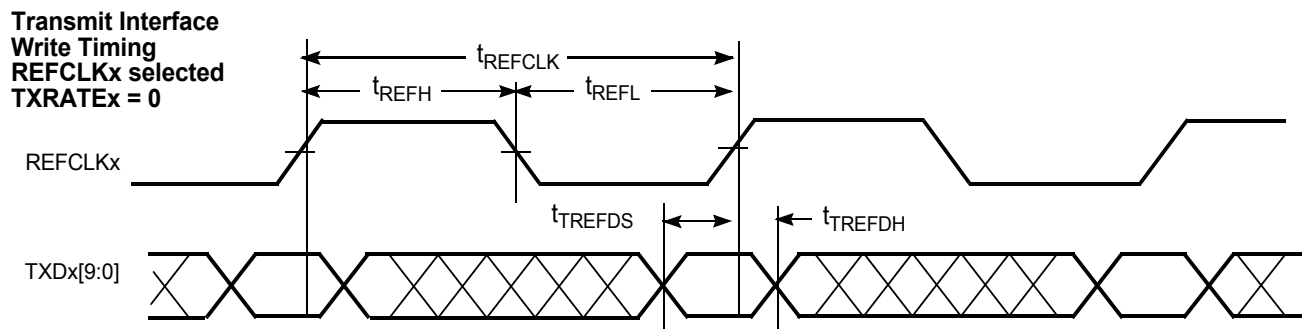 Transmit Interface
Write Timing
REFCLKx selected
TXRATEx = 0
tREFCLK
tREFH
tREFL
REFCLKx
tTREFDS
tTREFDH
TXDx[9:0]